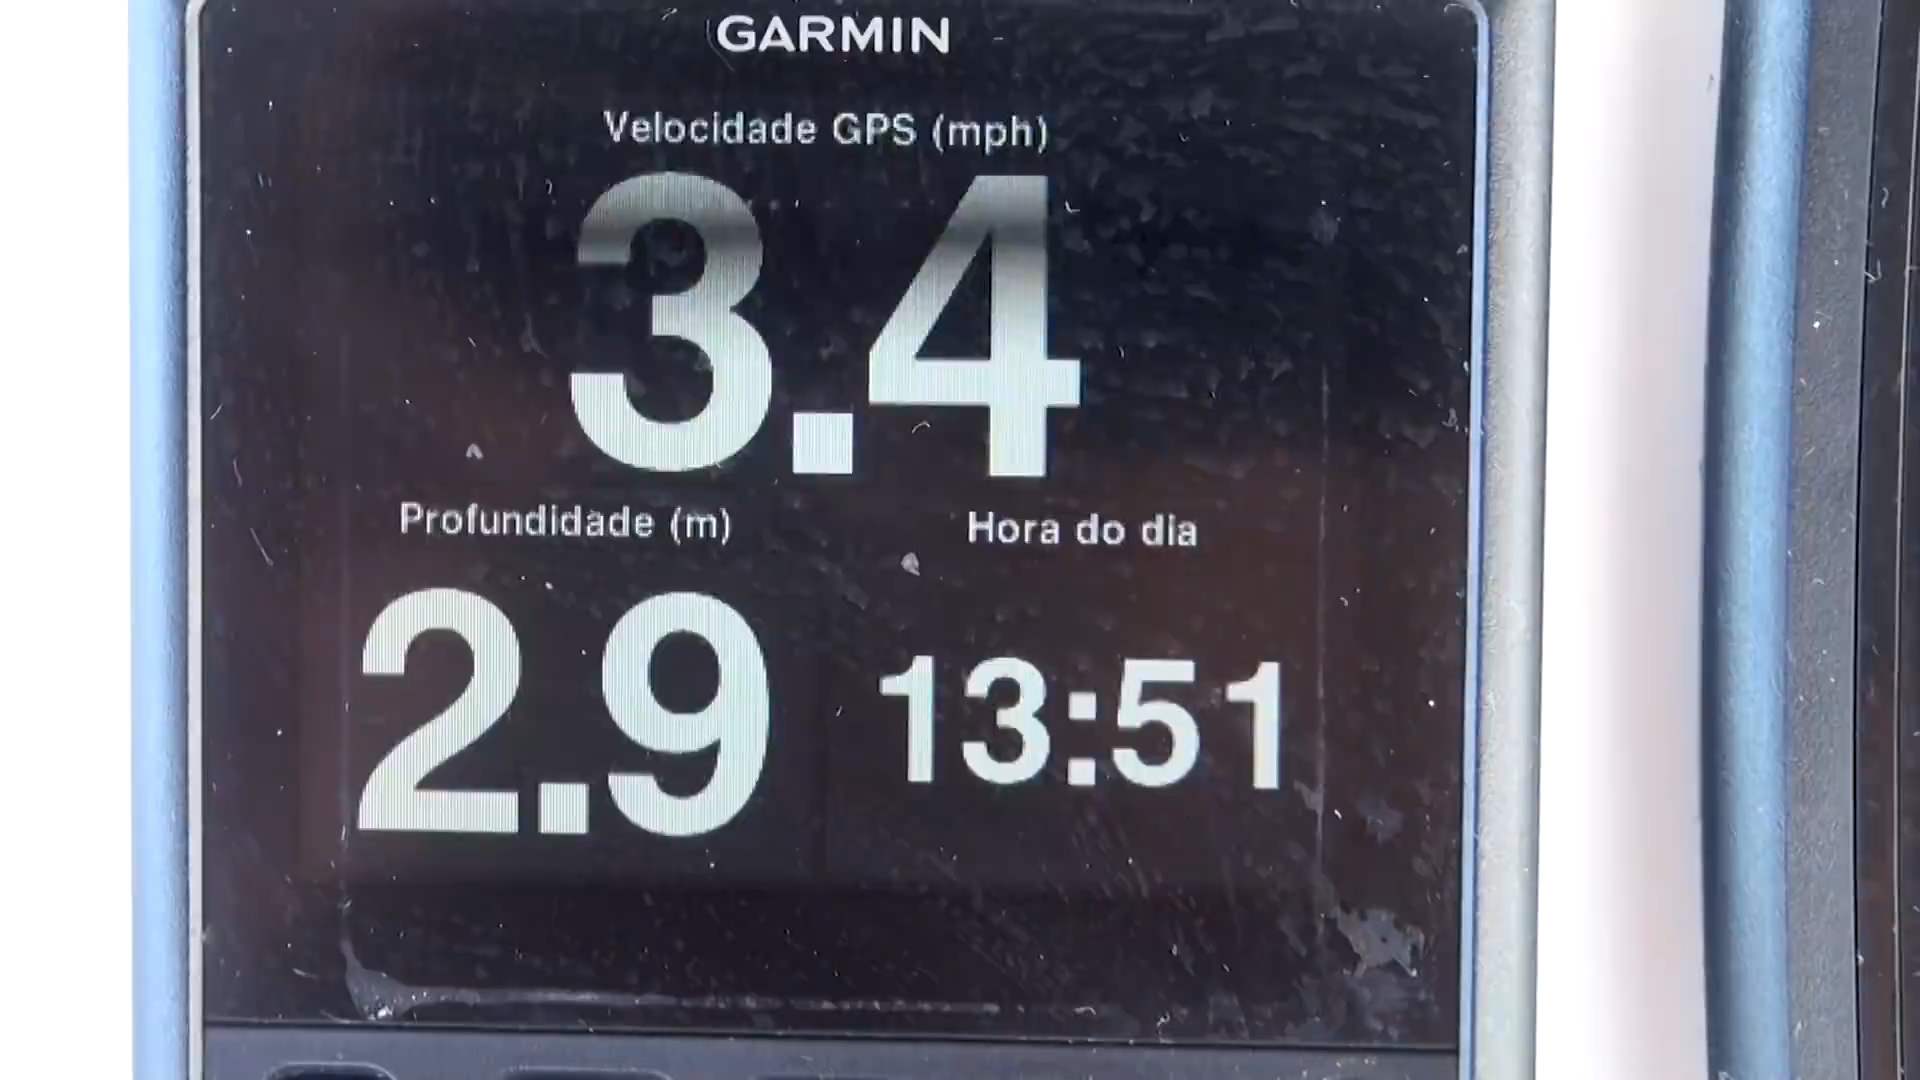 GARMIN
Velocidade GPS (mph)
3.4
Profundidade (m)
Hora do dia
2.9
13:51